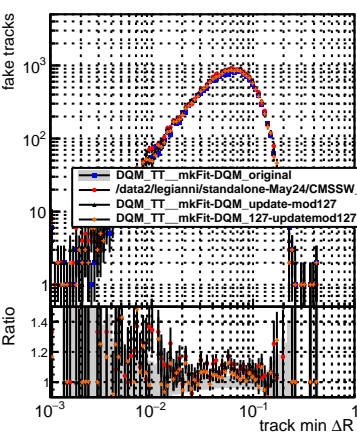 fake tracks
10³
10²
DQM_TT__mkFit-DQM_original
/data2/legianni/standalone-May24/CMSSW_
DQM_TT__mkFit-DQM_update-mod127
DQM_TT__mkFit-DQM_127-updatemod127
10
1
Ratio
1.4
1.2
1
10⁻³ 10⁻² 10⁻¹ 1
track min ΔR